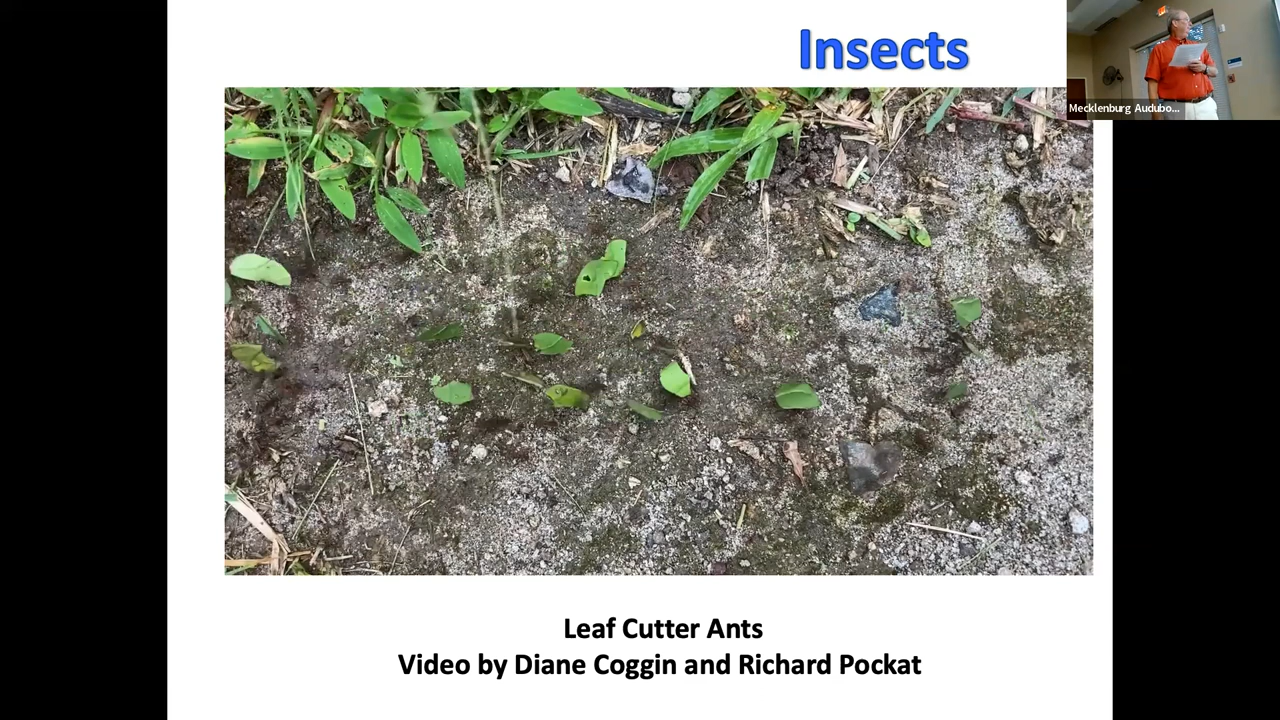 Insects
Mecklenburg Audubo...
Leaf Cutter Ants
Video by Diane Coggin and Richard Pockat